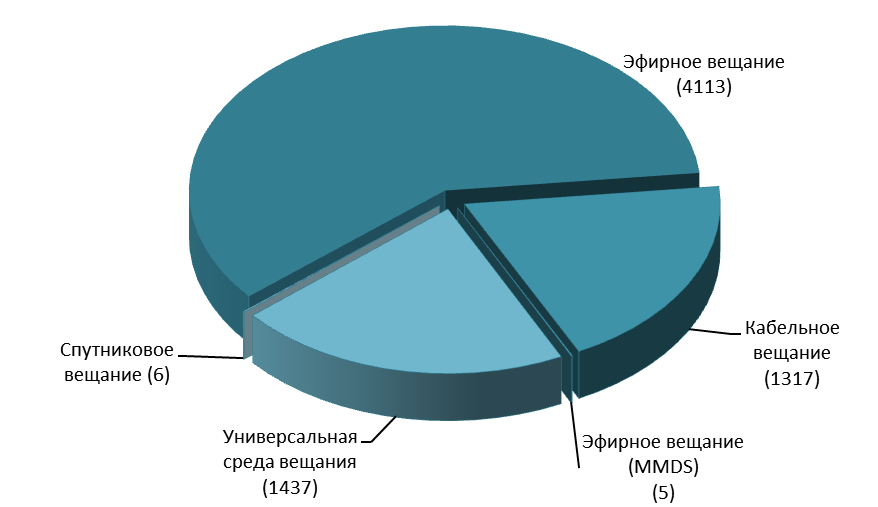 Эфирное вещание
(4113)
Кабельное
вещание
(1317)
Эфирное вещание
(MMDS)
(5)
Универсальная
среда вещания
(1437)
Спутниковое
вещание (6)